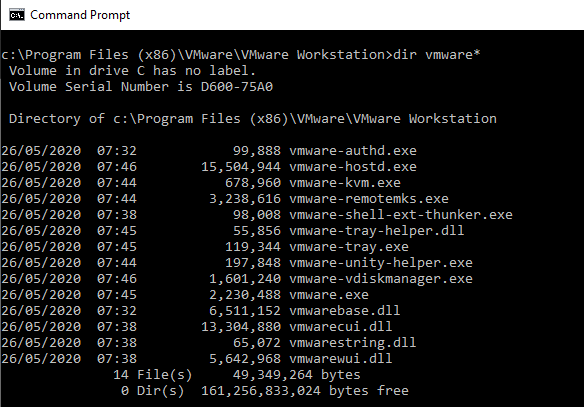 Command Prompt
c:\Program Files (x86)\VMware\VMware Workstation>dir vmware*
 Volume in drive C has no label.
 Volume Serial Number is D600-75A0
 Directory of c:\Program Files (x86)\VMware\VMware Workstation
26/05/2020  07:32            99,888 vmware-authd.exe
26/05/2020  07:46        15,504,944 vmware-hostd.exe
26/05/2020  07:44           678,960 vmware-kvm.exe
26/05/2020  07:44         3,238,616 vmware-remotemks.exe
26/05/2020  07:38            98,008 vmware-shell-ext-thunker.exe
26/05/2020  07:45            55,856 vmware-tray-helper.dll
26/05/2020  07:45           119,344 vmware-tray.exe
26/05/2020  07:44           197,848 vmware-unity-helper.exe
26/05/2020  07:46         1,601,240 vmware-vdiskmanager.exe
26/05/2020  07:45         2,230,488 vmware.exe
26/05/2020  07:32         6,511,152 vmwarebase.dll
26/05/2020  07:38        13,304,880 vmwarecui.dll
26/05/2020  07:38            65,072 vmwarestring.dll
26/05/2020  07:38         5,642,968 vmwarewui.dll
              14 File(s)     49,349,264 bytes
               0 Dir(s)  161,256,833,024 bytes free